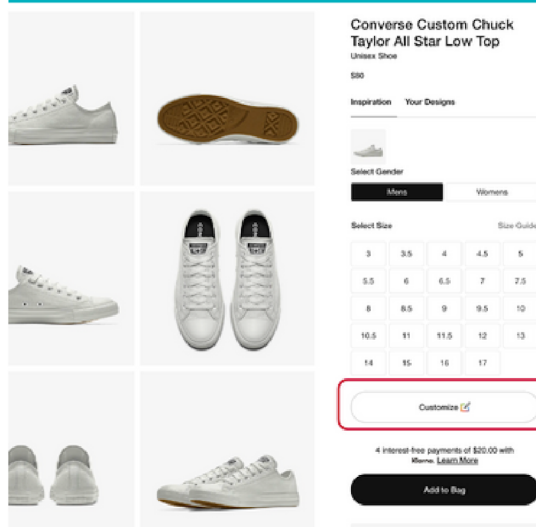 Converse Custom Chuck
Taylor All Star Low Top
Unisex Shoe
$80
Inspiration Your Designs
Select Gender
Mens Womens
Select Size Size Guide
3 3.5 4 4.5 5
5.5 6 6.5 7 7.5
8 8.5 9 9.5 10
10.5 11 11.5 12 13
14 15 16 17
Customize
4 interest-free payments of $20.00 with
Klarna. Learn More
Add to Bag